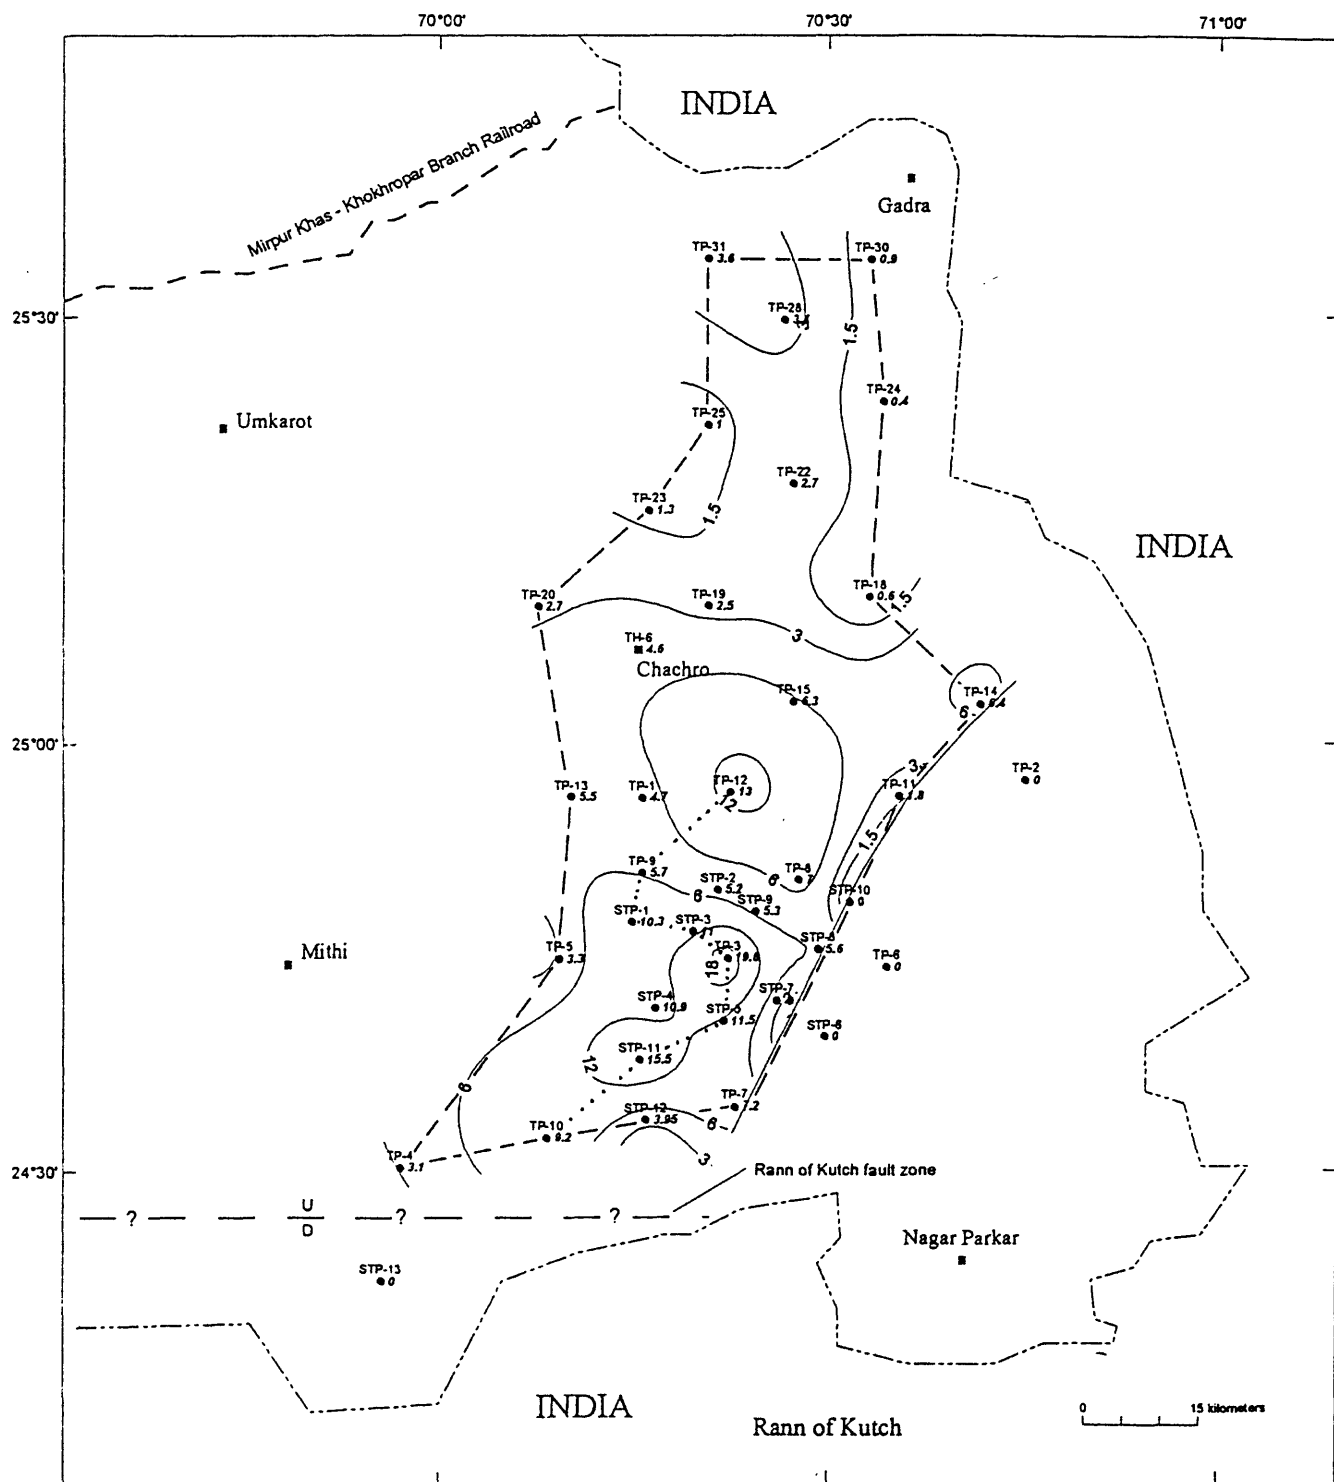 70°00' 70°30' 71°00'
INDIA
Mirpur Khas - Khokhropar Branch Railroad
Gadra
TP-31 3.6
TP-30 0.9
25°30'
TP-28
1.5
TP-24 0.4
TP-25 1
Umkarot
TP-22 2.7
TP-23 1.3
1.5
INDIA
TP-18 0.6
1.5
TP-20 2.7
TP-19 2.5
3
TH-6 4.6
Chachro
TP-15 6.3
TP-14 6.4
6
25°00'
3
TP-2 0
TP-13 5.5
TP-1 4.7
TP-12 13
12
TP-11 1.8
1.5
TP-9 5.7
TP-8 7
6
STP-2 5.2
6
STP-9 5.3
STP-10 0
STP-1 10.3
STP-3 11
TP-5 3.3
Mithi
TP-3 19.8
18
STP-8 5.6
TP-6 0
STP-4 10.9
STP-5 11.5
STP-7
STP-6 0
STP-11 15.5
12
6
STP-12 3.95
TP-7
6
TP-10 9.2
3
TP-4 3.1
24°30'
Rann of Kutch fault zone
U
? ? ?
D
Nagar Parkar
STP-13 0
INDIA
Rann of Kutch
0 15 kilometers